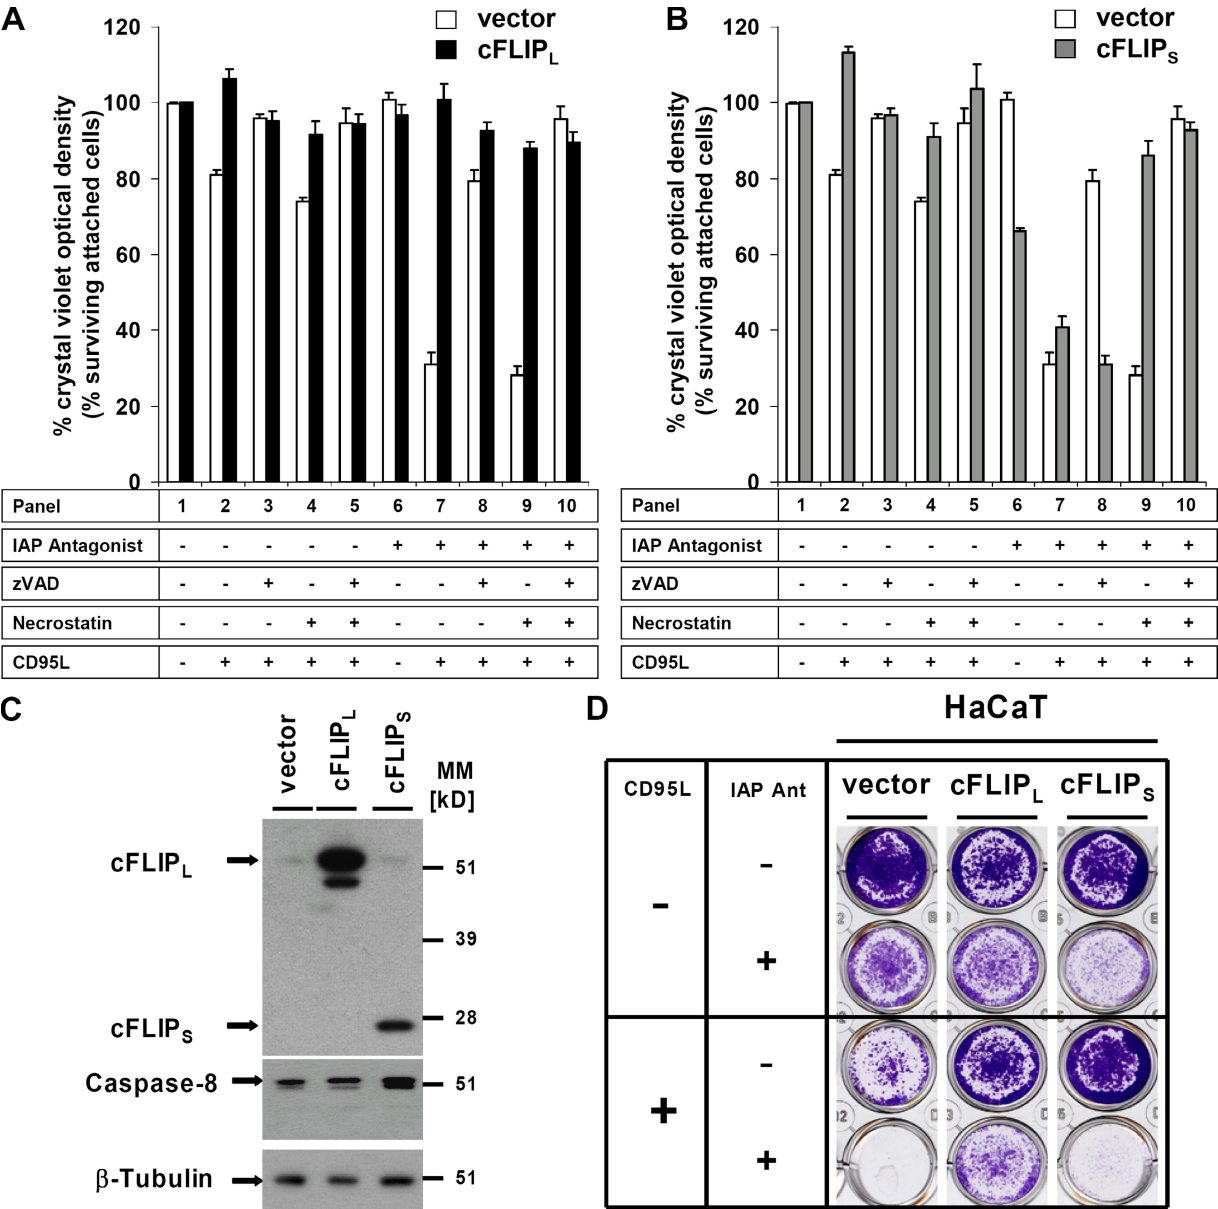 A
vector
cFLIPL
% crystal violet optical density
(% surviving attached cells)
120
100
80
60
40
20
0
Panel 1 2 3 4 5 6 7 8 9 10
IAP Antagonist - - - - - + + + + +
zVAD - - + - + - - + - +
Necrostatin - - - + + - - - + +
CD95L - + + + + - + + + +
B
vector
cFLIPS
% crystal violet optical density
(% surviving attached cells)
120
100
80
60
40
20
0
Panel 1 2 3 4 5 6 7 8 9 10
IAP Antagonist - - - - - + + + + +
zVAD - - + - + - - + - +
Necrostatin - - - + + - - - + +
CD95L - + + + + - + + + +
C
vector
cFLIPL
cFLIPS
MM
[kD]
cFLIPL
51
39
cFLIPS
28
Caspase-8
51
β-Tubulin
51
D
HaCaT
CD95L IAP Ant vector cFLIPL cFLIPS
-
-
+
-
+
+